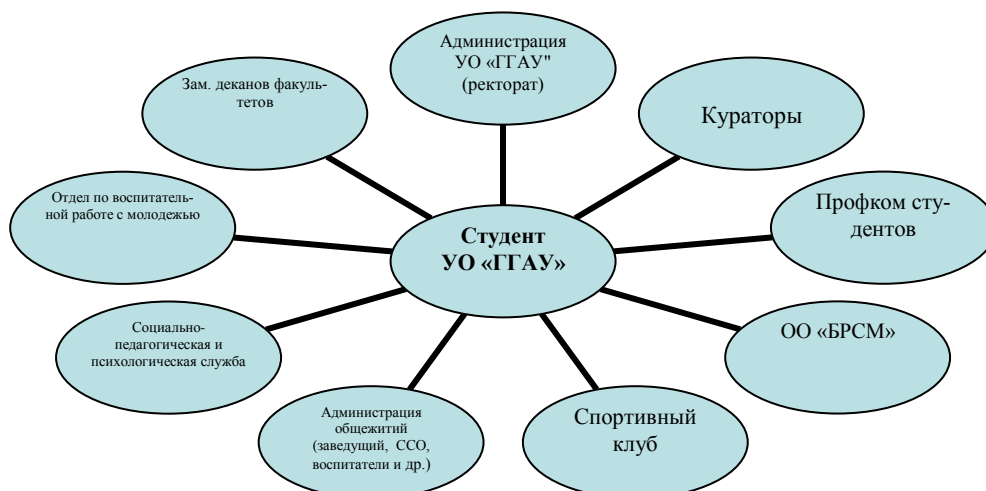 Администрация
УО «ГГАУ"
(ректорат)
Зам. деканов факуль-
тетов
Кураторы
Отдел по воспитатель-
ной работе с молодежью
Профком сту-
дентов
Студент
УО «ГГАУ»
Социально-
педагогическая и
психологическая служба
ОО «БРСМ»
Администрация
общежитий
(заведущий, ССО,
воспитатели и др.)
Спортивный
клуб